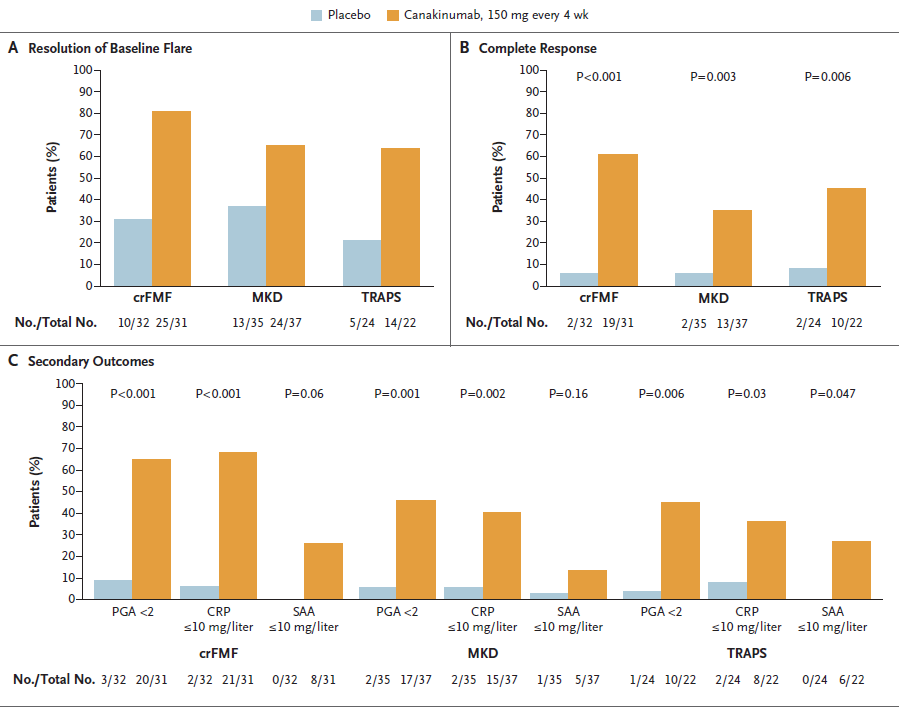 Placebo Canakinumab, 150 mg every 4 wk
A Resolution of Baseline Flare
Patients (%)
100
90
80
70
60
50
40
30
20
10
0
crFMF MKD TRAPS
No./Total No. 10/32 25/31 13/35 24/37 5/24 14/22
B Complete Response
Patients (%)
100
90
80
70
60
50
40
30
20
10
0
P<0.001 P=0.003 P=0.006
crFMF MKD TRAPS
No./Total No. 2/32 19/31 2/35 13/37 2/24 10/22
C Secondary Outcomes
Patients (%)
100
90
80
70
60
50
40
30
20
10
0
P<0.001 P<0.001 P=0.06 P=0.001 P=0.002 P=0.16 P=0.006 P=0.03 P=0.047
PGA <2 CRP SAA PGA <2 CRP SAA PGA <2 CRP SAA
≤10 mg/liter ≤10 mg/liter ≤10 mg/liter ≤10 mg/liter ≤10 mg/liter ≤10 mg/liter
crFMF MKD TRAPS
No./Total No. 3/32 20/31 2/32 21/31 0/32 8/31 2/35 17/37 2/35 15/37 1/35 5/37 1/24 10/22 2/24 8/22 0/24 6/22